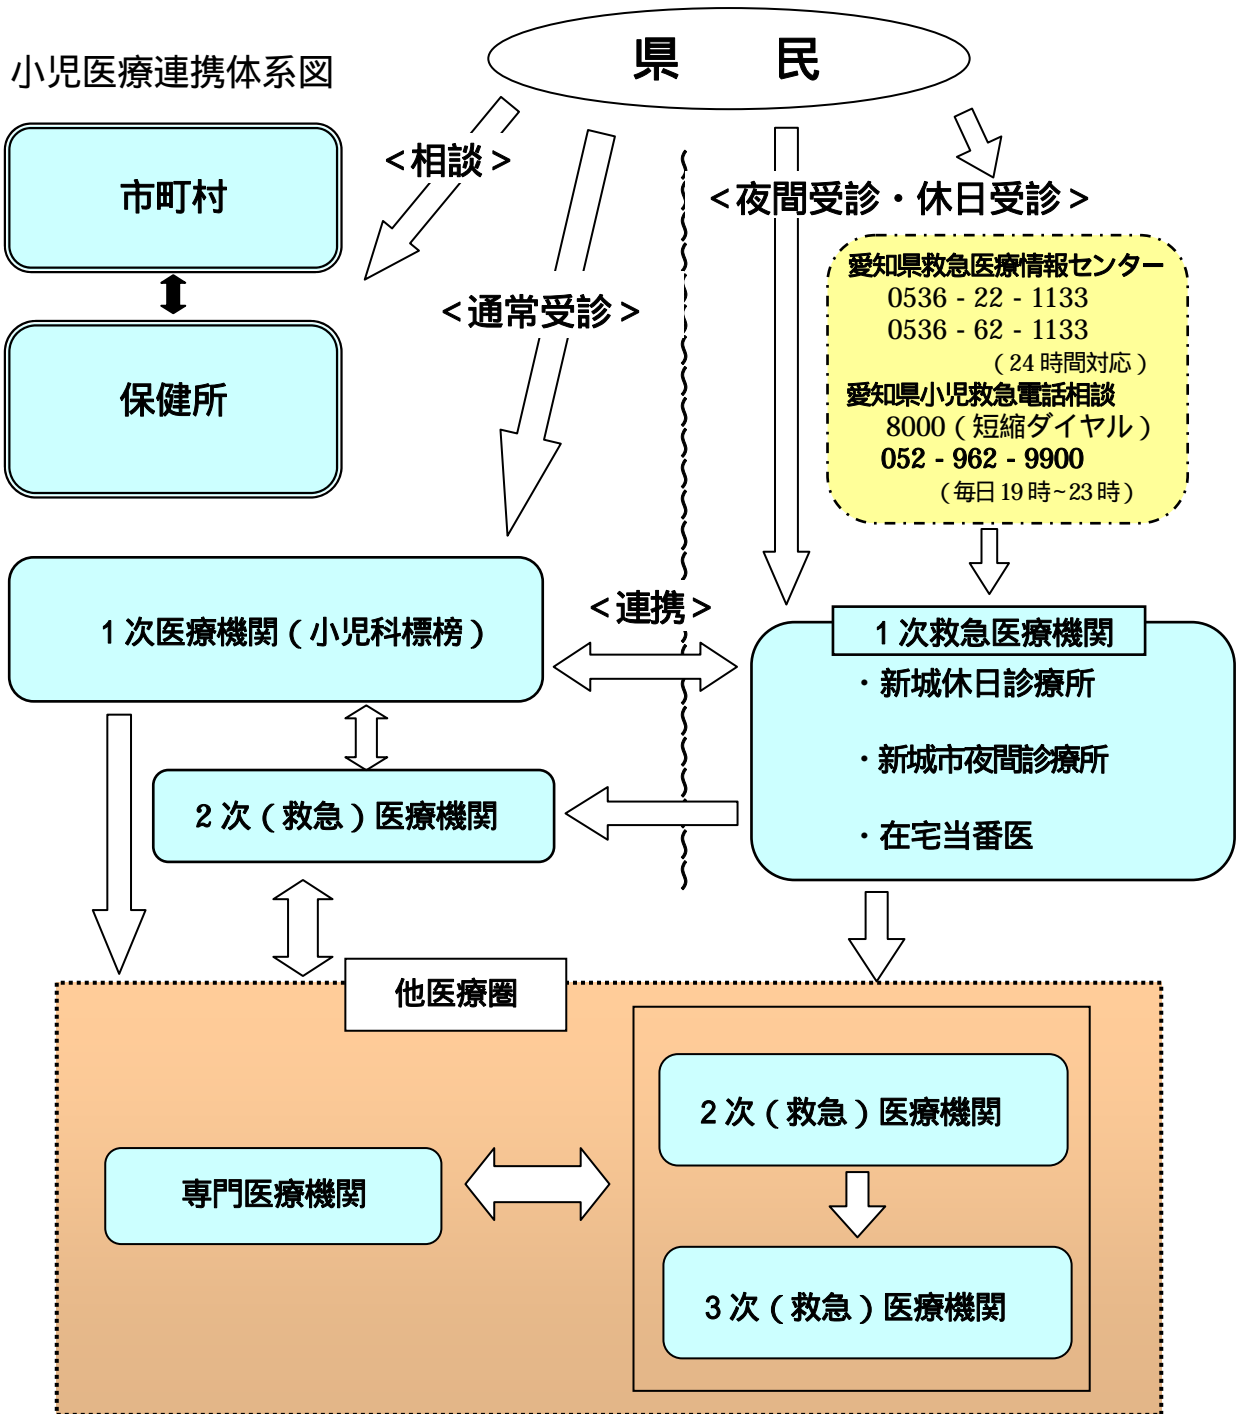 県　民
小児医療連携体系図
＜相談＞
市町村
＜夜間受診・休日受診＞
愛知県救急医療情報センター
0536 - 22 - 1133
0536 - 62 - 1133
（24 時間対応）
愛知県小児救急電話相談
8000（短縮ダイヤル）
052 - 962 - 9900
（毎日 19 時~23 時）
＜通常受診＞
保健所
＜連携＞
1 次医療機関（小児科標榜）
1 次救急医療機関
・新城休日診療所
・新城市夜間診療所
・在宅当番医
2 次（救急）医療機関
他医療圏
2 次（救急）医療機関
専門医療機関
3 次（救急）医療機関